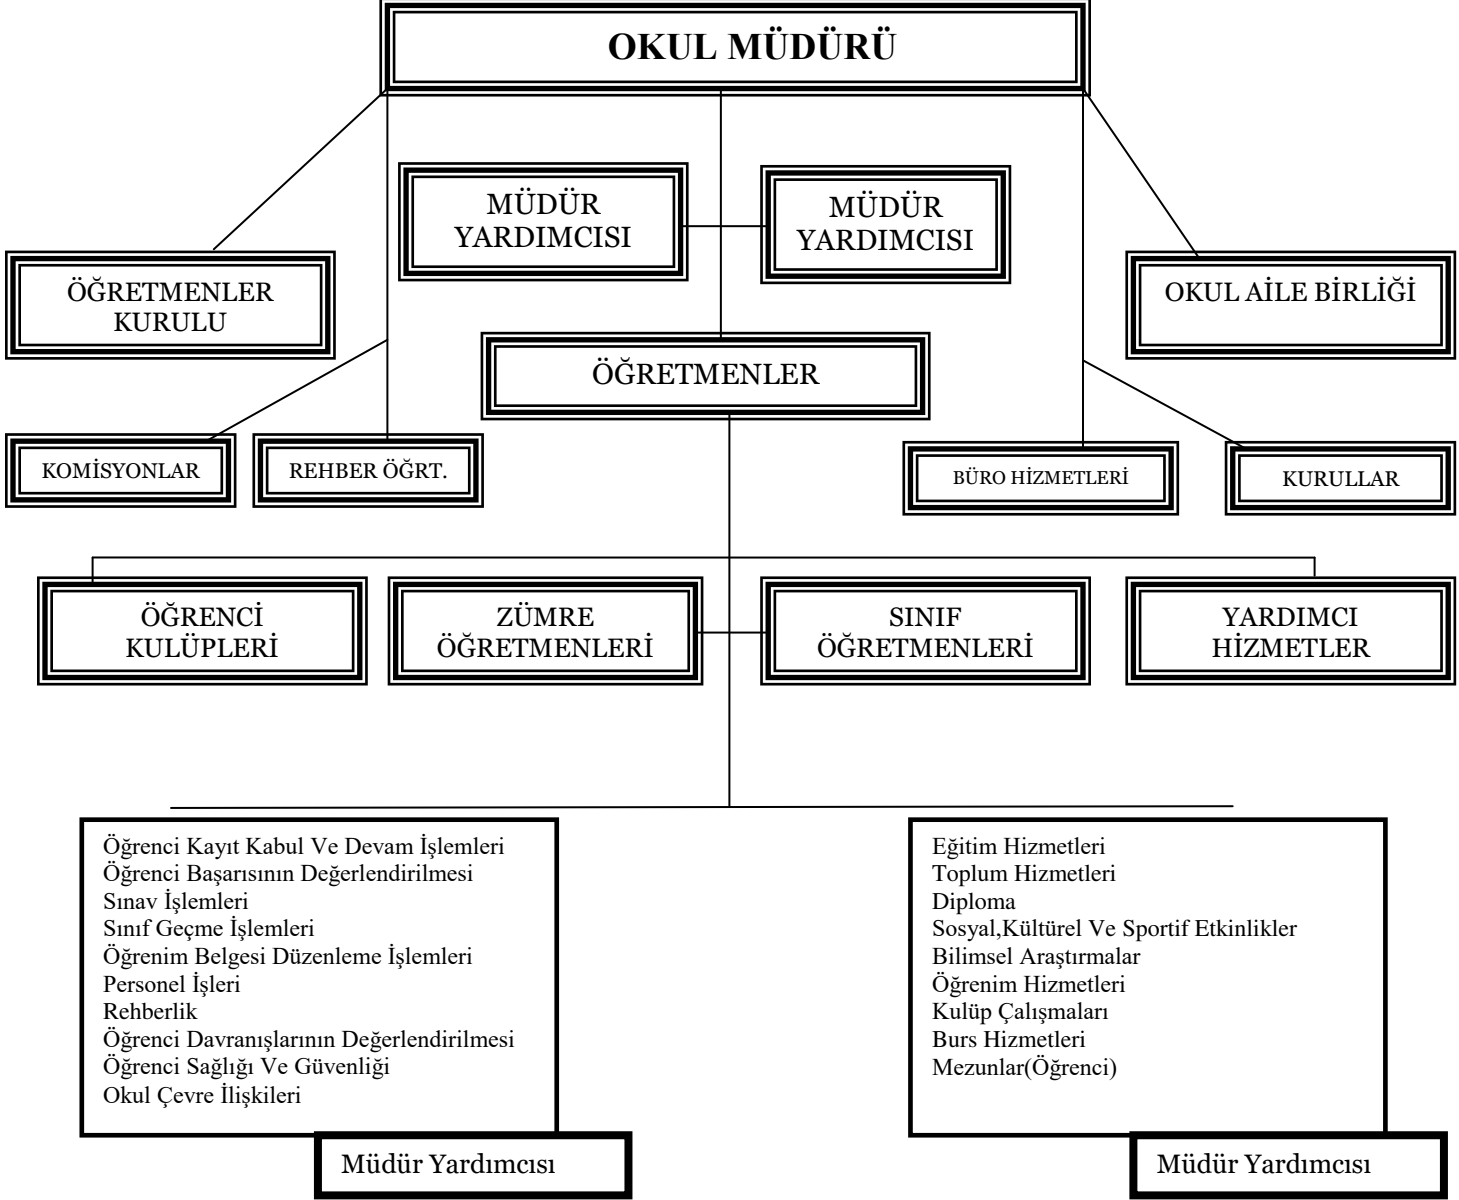 OKUL MÜDÜRÜ
MÜDÜR
YARDIMCISI
MÜDÜR
YARDIMCISI
ÖĞRETMENLER
KURULU
OKUL AİLE BİRLİĞİ
ÖĞRETMENLER
KOMİSYONLAR
REHBER ÖĞRT.
BÜRO HİZMETLERİ
KURULLAR
ÖĞRENCİ
KULÜPLERİ
ZÜMRE
ÖĞRETMENLERİ
SINIF
ÖĞRETMENLERİ
YARDIMCI
HİZMETLER
Öğrenci Kayıt Kabul Ve Devam İşlemleri
Öğrenci Başarısının Değerlendirilmesi
Sınav İşlemleri
Sınıf Geçme İşlemleri
Öğrenim Belgesi Düzenleme İşlemleri
Personel İşleri
Rehberlik
Öğrenci Davranışlarının Değerlendirilmesi
Öğrenci Sağlığı Ve Güvenliği
Okul Çevre İlişkileri
Müdür Yardımcısı
Eğitim Hizmetleri
Toplum Hizmetleri
Diploma
Sosyal,Kültürel Ve Sportif Etkinlikler
Bilimsel Araştırmalar
Öğrenim Hizmetleri
Kulüp Çalışmaları
Burs Hizmetleri
Mezunlar(Öğrenci)
Müdür Yardımcısı